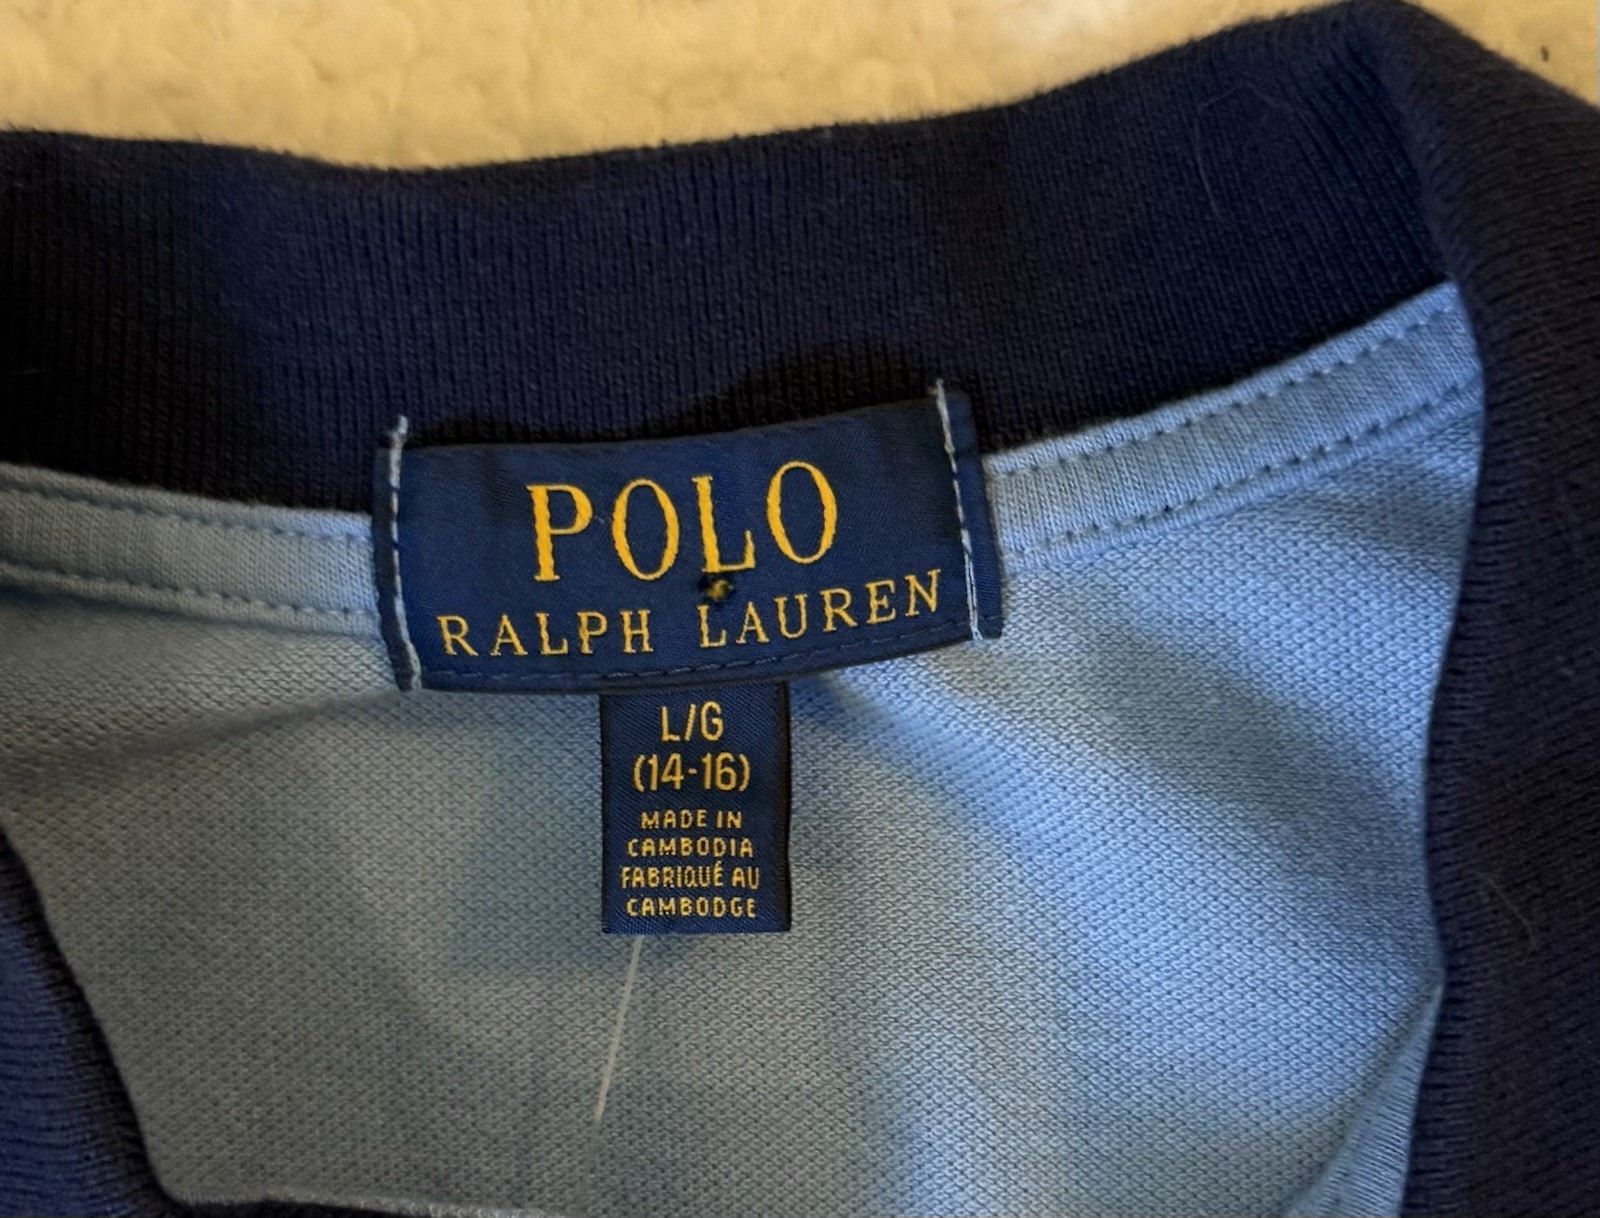 POLO
RALPH LAUREN
L/G
(14-16)
MADE IN
CAMBODIA
FABRIQUÉ AU
CAMBODGE